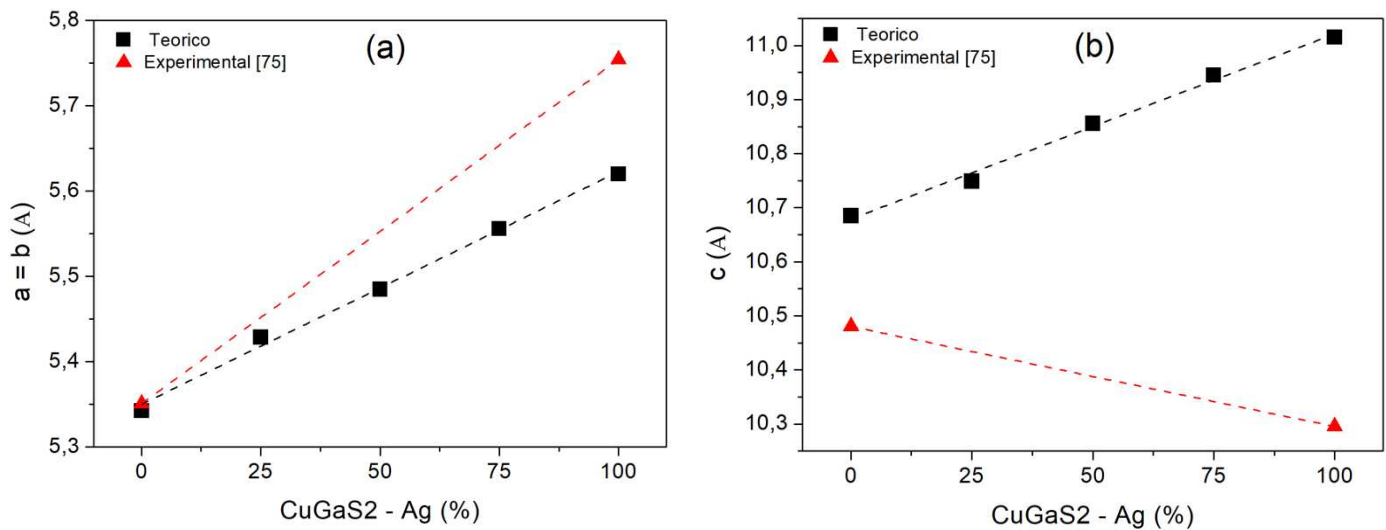 5,8
5,7
5,6
5,5
5,4
5,3
a = b (A)
Teorico
Experimental [75]
(a)
0 25 50 75 100
CuGaS2 - Ag (%)
11,0
10,9
10,8
10,7
10,6
10,5
10,4
10,3
c (A)
Teorico
Experimental [75]
(b)
0 25 50 75 100
CuGaS2 - Ag (%)